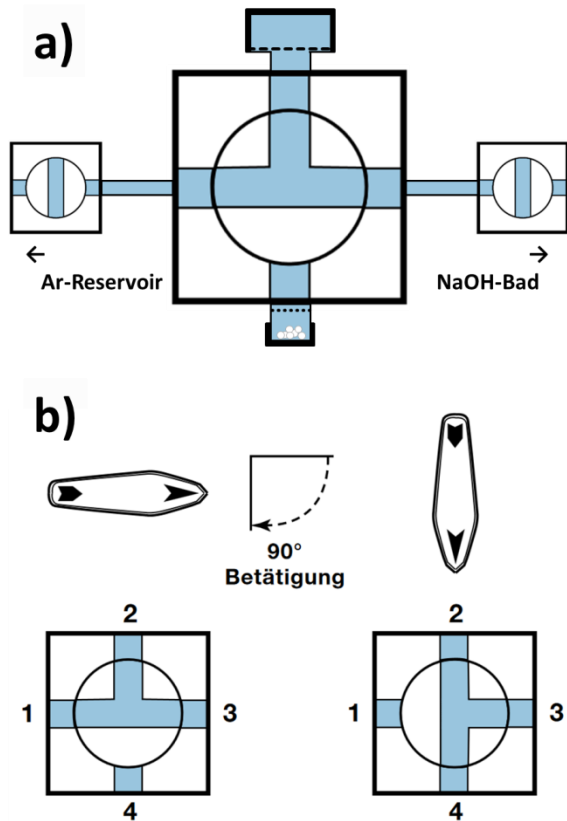 a)
←
→
Ar-Reservoir
NaOH-Bad
b)
90°
Betätigung
2
2
1
3
1
3
4
4